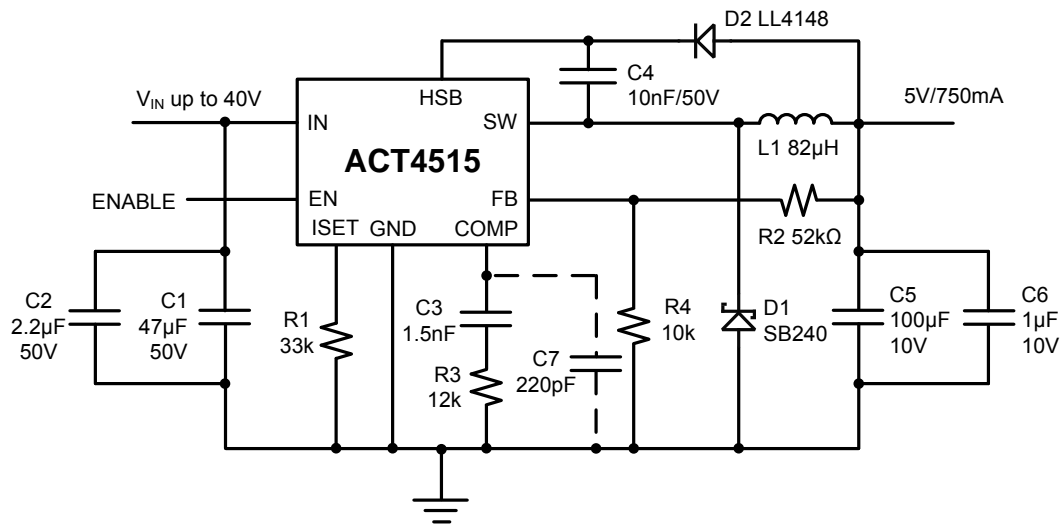 D2 LL4148
C4
10nF/50V
V_IN up to 40V
HSB
5V/750mA
IN
SW
L1 82µH
ACT4515
ENABLE
EN
FB
R2 52kΩ
ISET
GND
COMP
C2
2.2µF
50V
C1
47µF
50V
R1
33k
C3
1.5nF
R3
12k
C7
220pF
R4
10k
D1
SB240
C5
100µF
10V
C6
1µF
10V